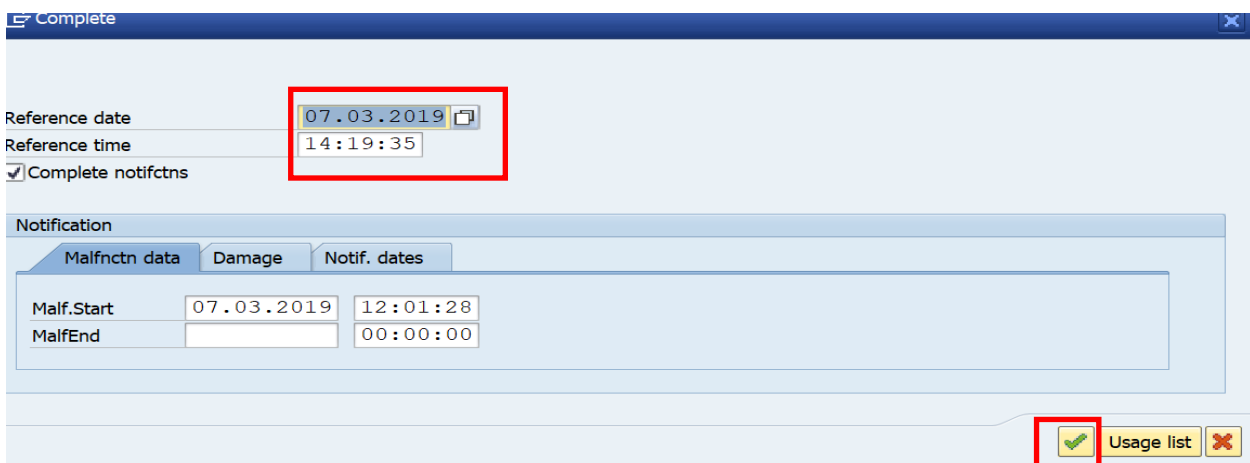 Complete
Reference date 07.03.2019
Reference time 14:19:35
Complete notifctns
Notification
Malfnctn data Damage Notif. dates
Malf.Start 07.03.2019 12:01:28
MalfEnd 00:00:00
Usage list